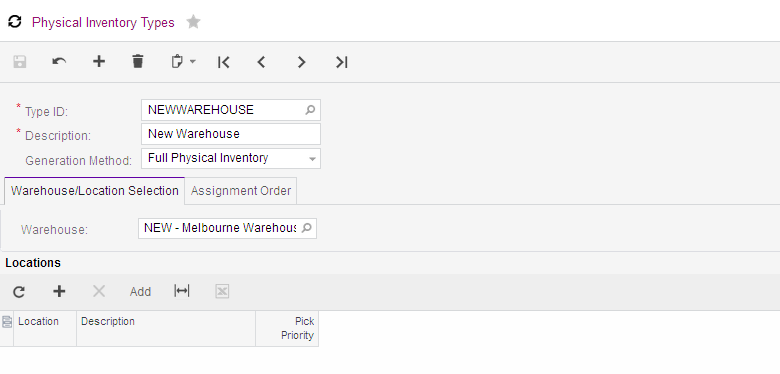 Physical Inventory Types
* Type ID: NEWWAREHOUSE
* Description: New Warehouse
Generation Method: Full Physical Inventory
Warehouse/Location Selection Assignment Order
Warehouse: NEW - Melbourne Warehous
Locations
Add
Location Description Pick
Priority